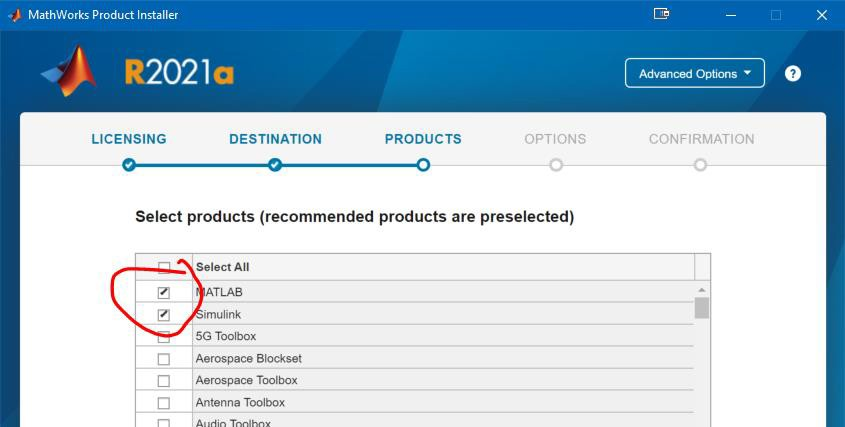 MathWorks Product Installer
R2021a
Advanced Options
?
LICENSING DESTINATION PRODUCTS OPTIONS CONFIRMATION
Select products (recommended products are preselected)
Select All
MATLAB
Simulink
5G Toolbox
Aerospace Blockset
Aerospace Toolbox
Antenna Toolbox
Audio Toolbox